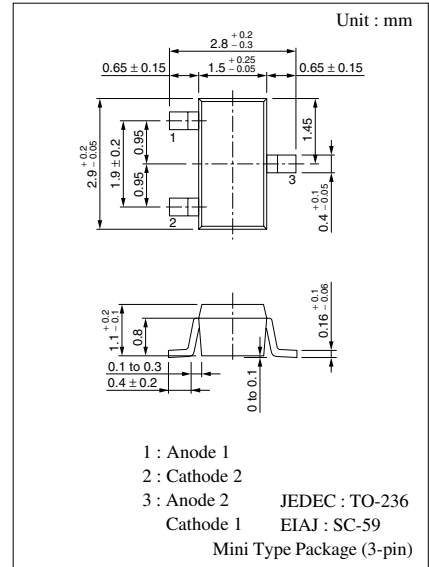 Unit : mm
2.8 +0.2 −0.3
0.65 ± 0.15
1.5 +0.25 −0.05
0.65 ± 0.15
2.9 +0.2 −0.05
1.9 ± 0.2
0.95
0.95
1
2
3
1.45
0.4 +0.1 −0.05
1.1 +0.2 −0.1
0.8
0.16 +0.1 −0.06
0.1 to 0.3
0.4 ± 0.2
0 to 0.1
1 : Anode 1
2 : Cathode 2
3 : Anode 2 JEDEC : TO-236
Cathode 1 EIAJ : SC-59
Mini Type Package (3-pin)